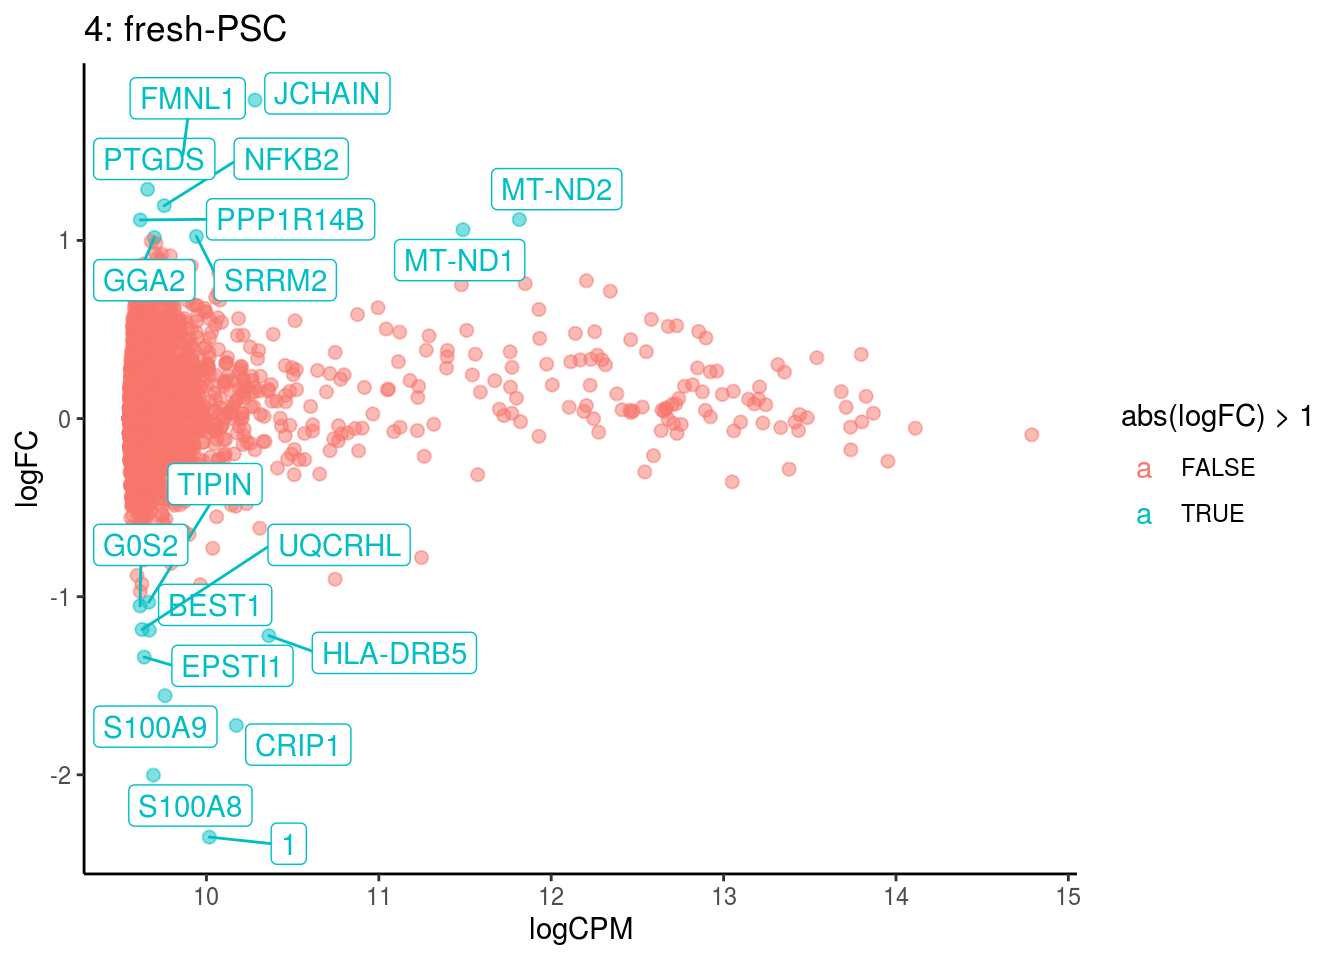 4: fresh-PSC
FMNL1
JCHAIN
PTGDS
NFKB2
MT-ND2
PPP1R14B
MT-ND1
GGA2
SRRM2
TIPIN
G0S2
UQCRHL
BEST1
HLA-DRB5
EPSTI1
S100A9
CRIP1
S100A8
1
1
0
-1
-2
logFC
10
11
12
13
14
15
logCPM
abs(logFC) > 1
a FALSE
a TRUE